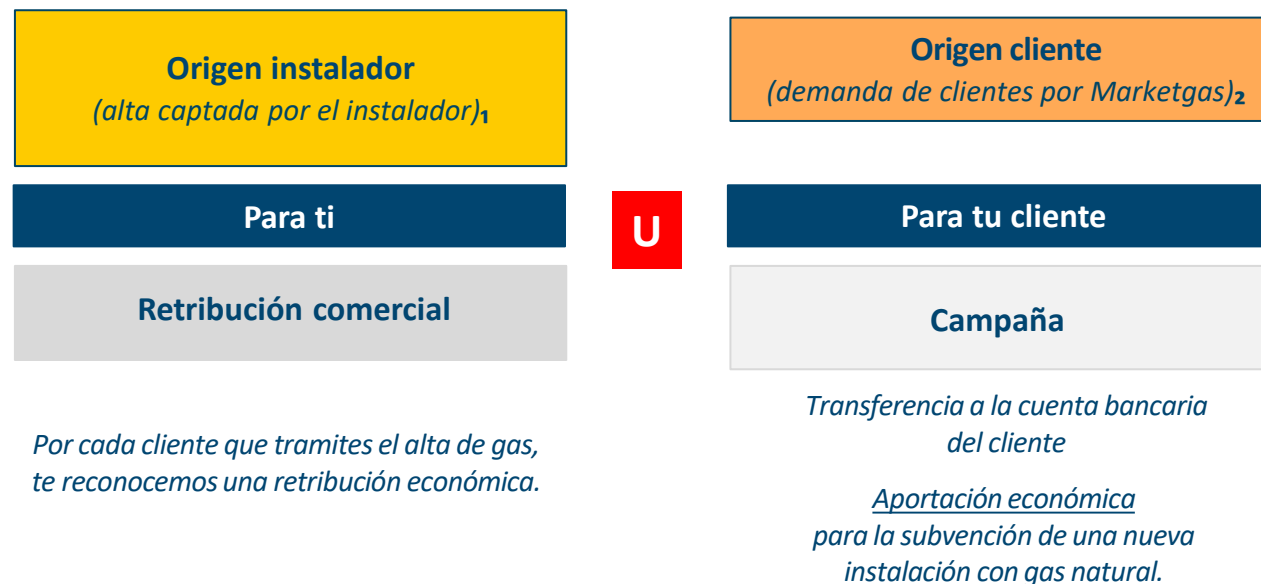 Origen instalador
(alta captada por el instalador)₁
Para ti
Retribución comercial
Por cada cliente que tramites el alta de gas,
te reconocemos una retribución económica.
U
Origen cliente
(demanda de clientes por Marketgas)₂
Para tu cliente
Campaña
Transferencia a la cuenta bancaria
del cliente
Aportación económica
para la subvención de una nueva
instalación con gas natural.